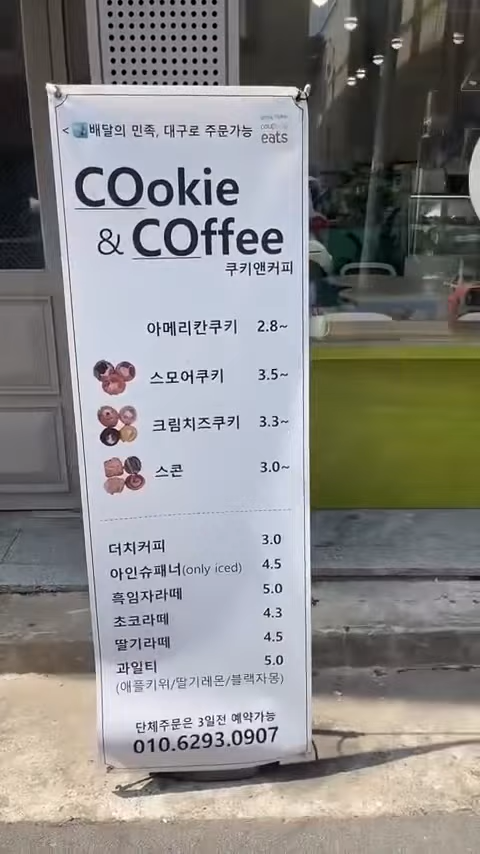 < 배달의 민족, 대구로 주문가능
eats
COokie
& COffee
쿠키앤커피
아메리칸쿠키 2.8~
스모어쿠키 3.5~
크림치즈쿠키 3.3~
스콘 3.0~
더치커피 3.0
아인슈패너(only iced) 4.5
흑임자라떼 5.0
초코라떼 4.3
딸기라떼 4.5
과일티 5.0
(애플키위/딸기레몬/블랙자몽)
단체주문은 3일전 예약가능
010.6293.0907